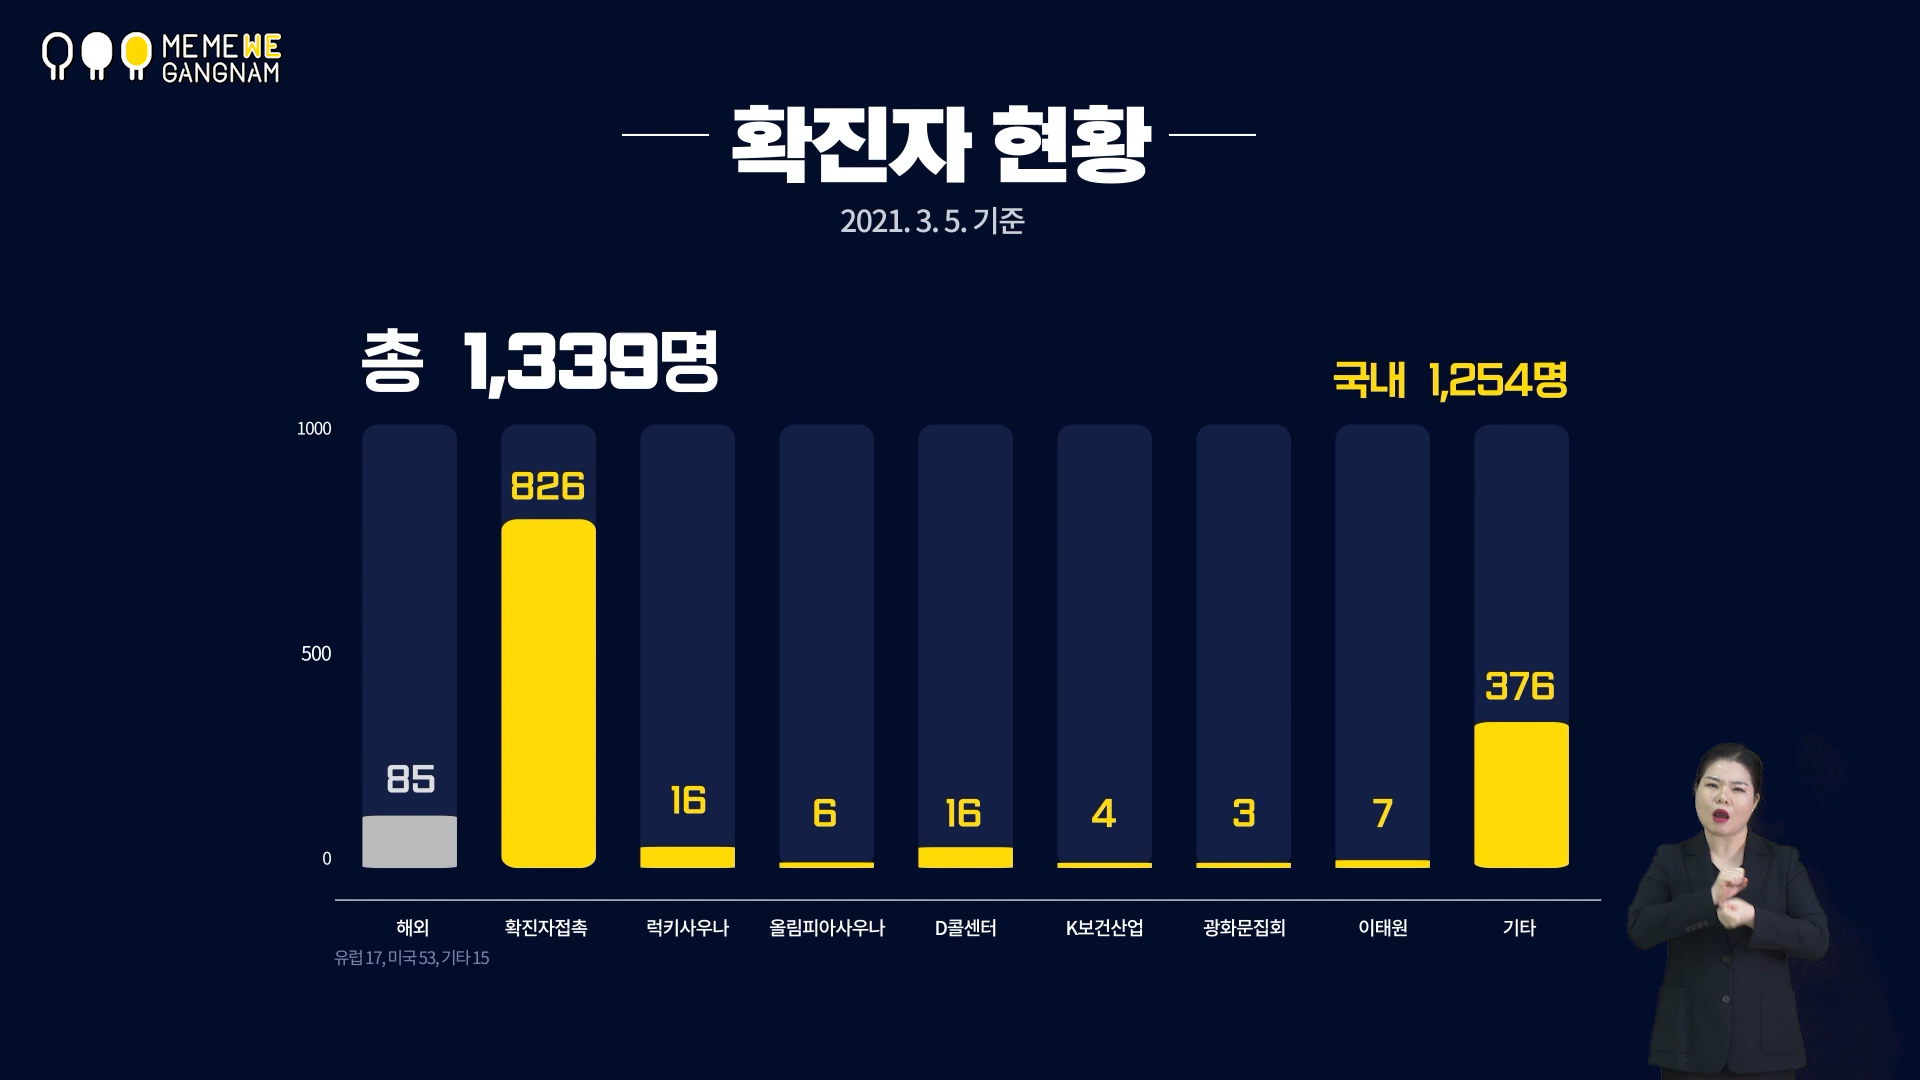 MEMEWE
GANGNAM
확진자 현황
2021. 3. 5. 기준
총 1,339명
국내 1,254명
1000
500
0
85
826
16
6
16
4
3
7
376
해외
확진자접촉
럭키사우나
올림피아사우나
D콜센터
K보건산업
광화문집회
이태원
기타
유럽 17, 미국 53, 기타 15